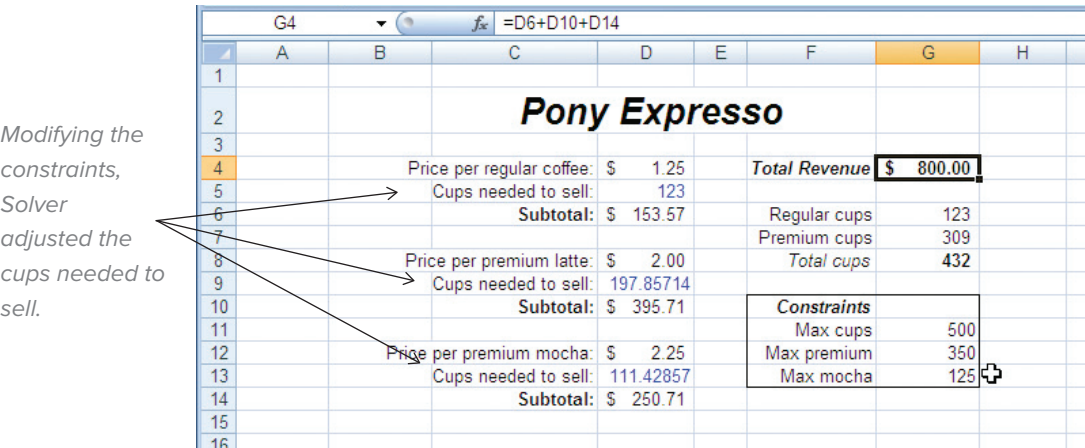 G4 fx =D6+D10+D14
A B C D E F G H
1
2 Pony Expresso
3
4 Price per regular coffee: $ 1.25 Total Revenue $ 800.00
5 Cups needed to sell: 123
6 Subtotal: $ 153.57 Regular cups 123
7 Premium cups 309
8 Price per premium latte: $ 2.00 Total cups 432
9 Cups needed to sell: 197.85714
10 Subtotal: $ 395.71 Constraints
11 Max cups 500
12 Price per premium mocha: $ 2.25 Max premium 350
13 Cups needed to sell: 111.42857 Max mocha 125
14 Subtotal: $ 250.71
15
16
Modifying the
constraints,
Solver
adjusted the
cups needed to
sell.